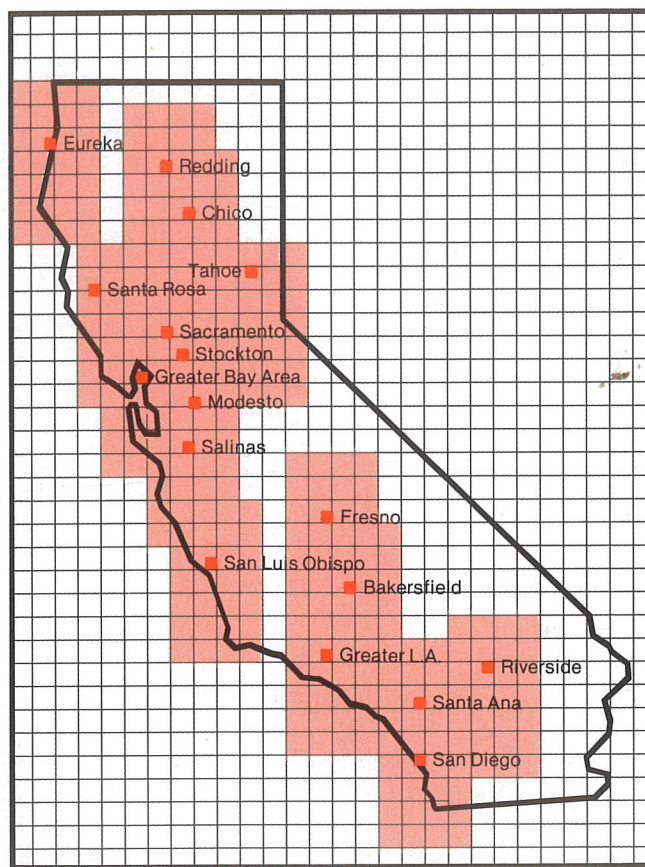 Eureka
Redding
Chico
Tahoe
Santa Rosa
Sacramento
Stockton
Greater Bay Area
Modesto
Salinas
Fresno
San Luis Obispo
Bakersfield
Greater L.A.
Riverside
Santa Ana
San Diego